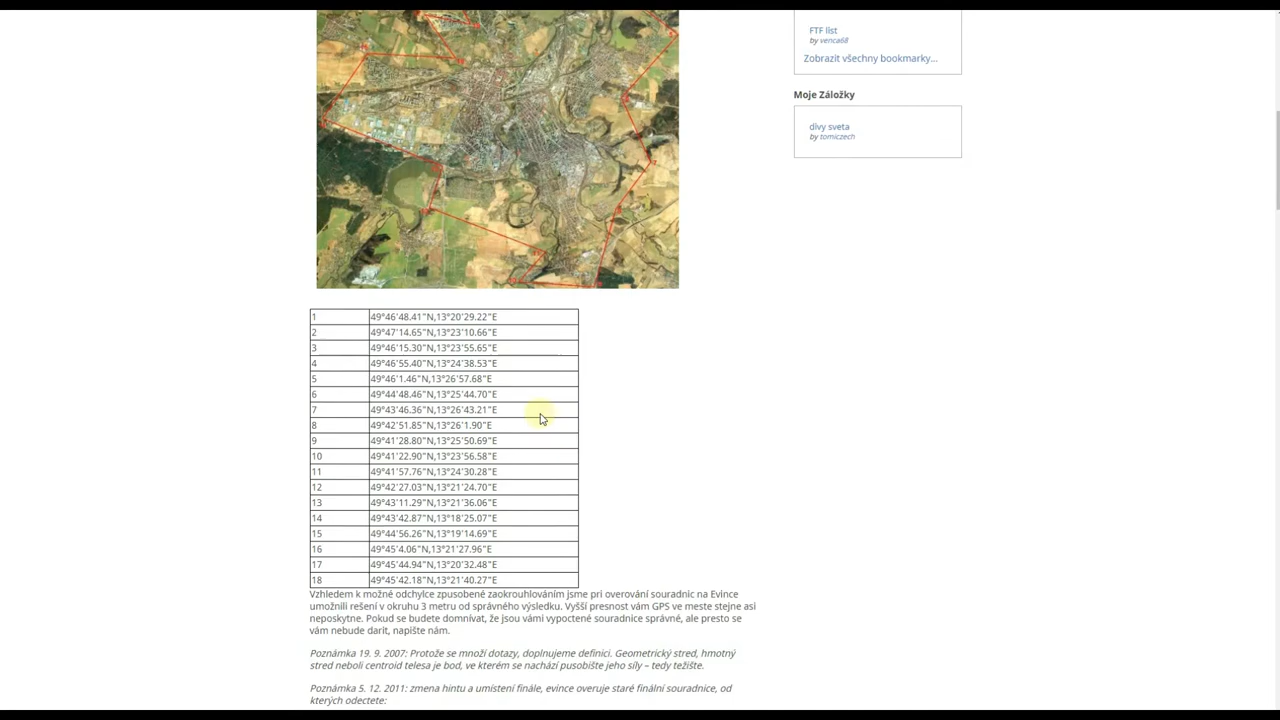 FTF list
by venca68
Zobrazit všechny bookmarky...
Moje Záložky
divy sveta
by tomiczech
1 49°46'48.41"N,13°20'29.22"E
2 49°47'14.65"N,13°23'10.66"E
3 49°46'15.30"N,13°23'55.65"E
4 49°46'55.40"N,13°24'38.53"E
5 49°46'1.46"N,13°26'57.68"E
6 49°44'48.46"N,13°25'44.70"E
7 49°43'46.36"N,13°26'43.21"E
8 49°42'51.85"N,13°26'1.90"E
9 49°41'28.80"N,13°25'50.69"E
10 49°41'22.90"N,13°23'56.58"E
11 49°41'57.76"N,13°24'30.28"E
12 49°42'27.03"N,13°21'24.70"E
13 49°43'11.29"N,13°21'36.06"E
14 49°43'42.87"N,13°18'25.07"E
15 49°44'56.26"N,13°19'14.69"E
16 49°45'4.06"N,13°21'27.96"E
17 49°45'44.94"N,13°20'32.48"E
18 49°45'42.18"N,13°21'40.27"E
Vzhledem k možné odchylce zpusobené zaokrouhlováním jsme pri overování souradnic na Evince
umožnili rešení v okruhu 3 metru od správného výsledku. Vyšší presnost vám GPS ve meste stejne asi
neposkytne. Pokud se budete domnívat, že jsou vámi vypoctené souradnice správné, ale presto se
vám nebude darit, napište nám.
Poznámka 19. 9. 2007: Protože se množí dotazy, doplnujeme definici. Geometrický stred, hmotný
stred neboli centroid telesa je bod, ve kterém se nachází pusobište jeho síly – tedy težište.
Poznámka 5. 12. 2011: zmena hintu a umístení finále, evince overuje staré finální souradnice, od
kterých odectete: